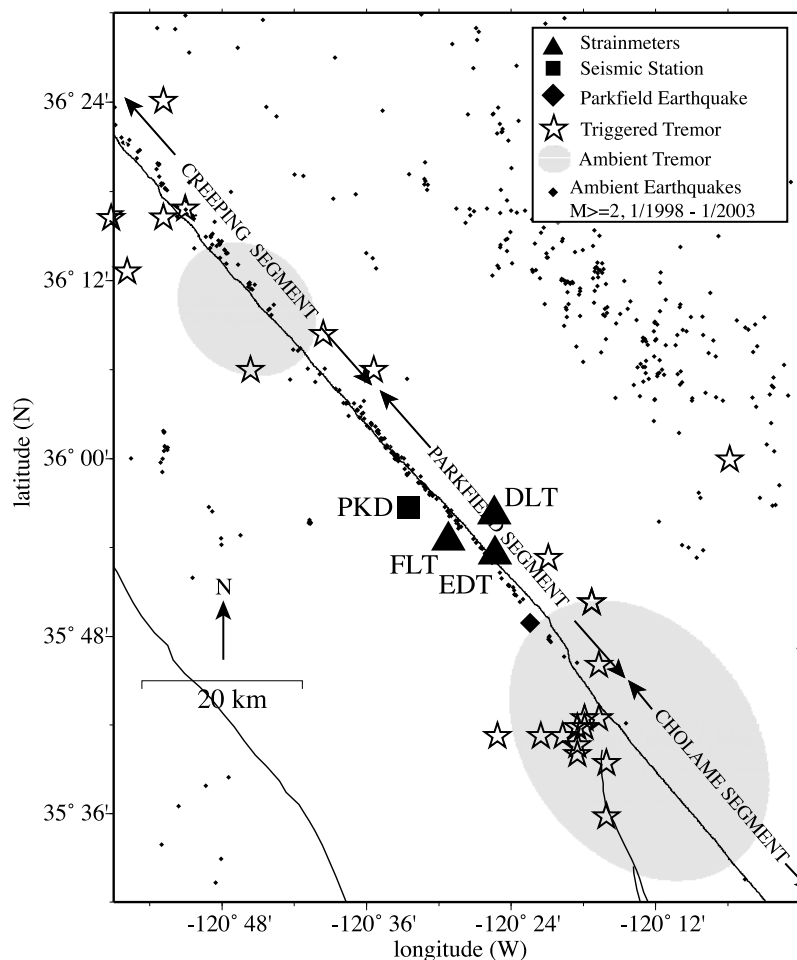 Strainmeters
Seismic Station
Parkfield Earthquake
Triggered Tremor
Ambient Tremor
Ambient Earthquakes
M>=2, 1/1998 - 1/2003
36° 24'
36° 12'
36° 00'
35° 48'
35° 36'
latitude (N)
CREEPING SEGMENT
PARKFIELD SEGMENT
CHOLAME SEGMENT
PKD
DLT
FLT
EDT
N
20 km
-120° 48'
-120° 36'
-120° 24'
-120° 12'
longitude (W)